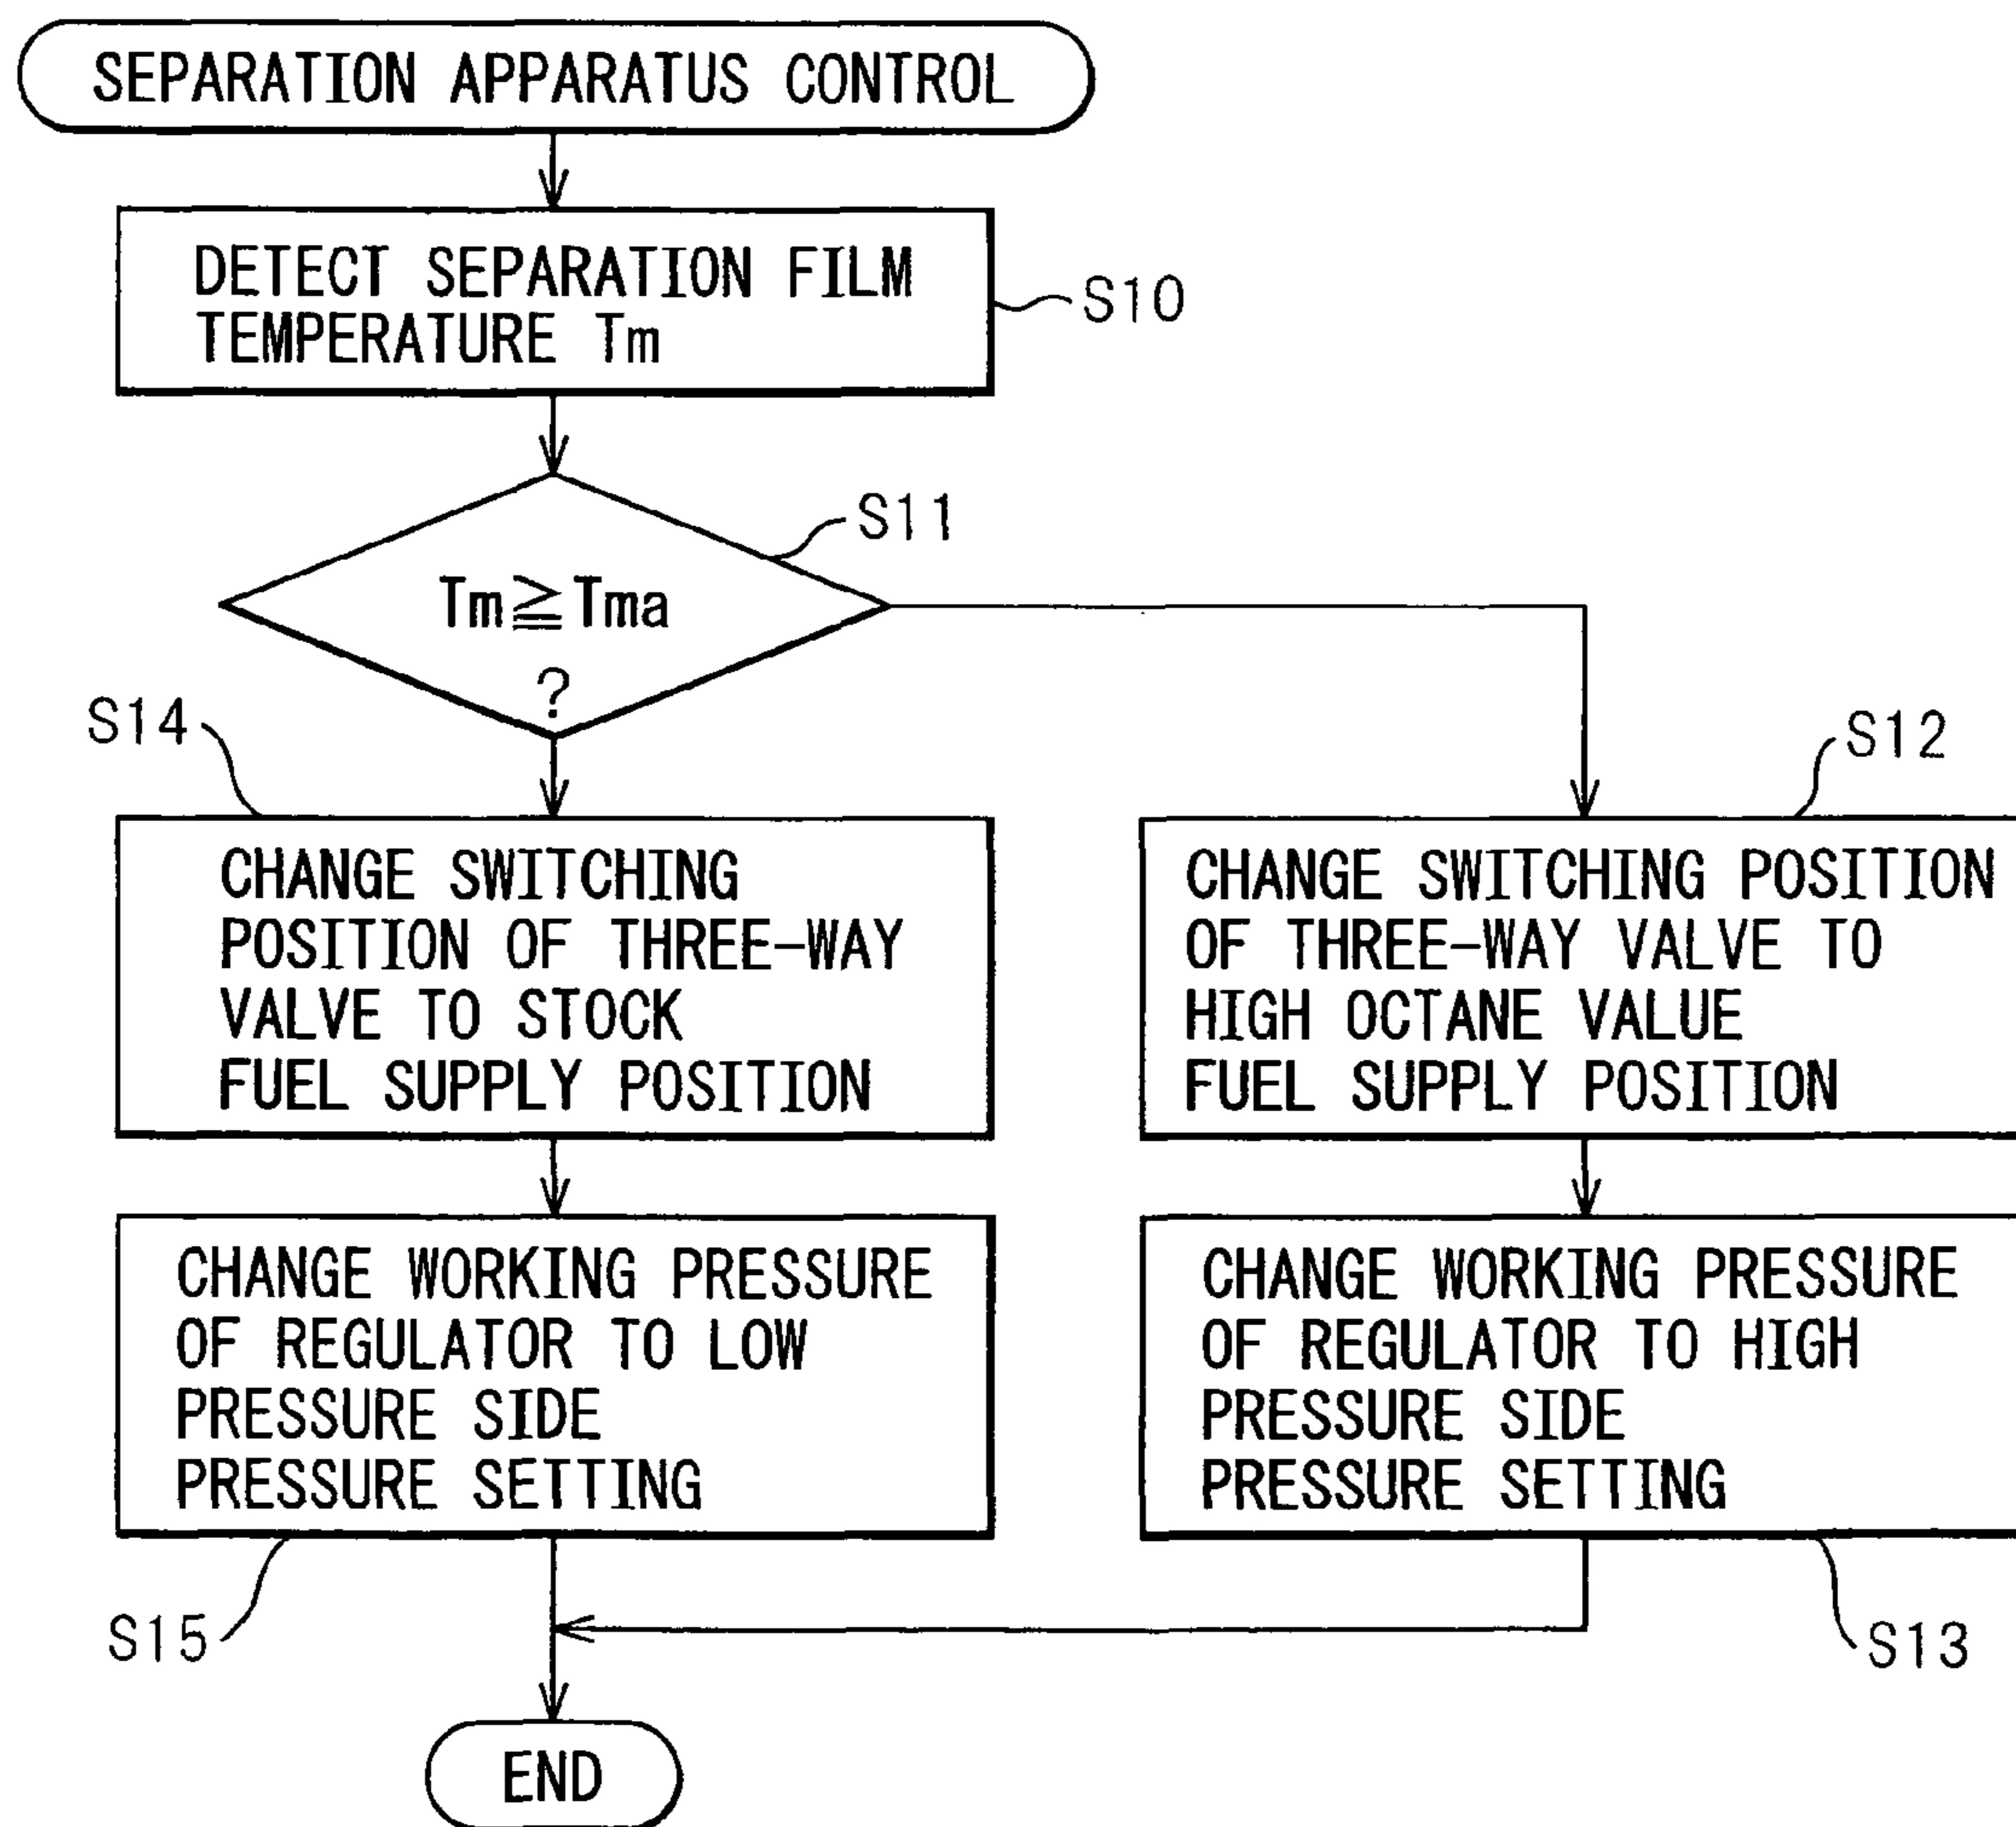 SEPARATION APPARATUS CONTROL
DETECT SEPARATION FILM
TEMPERATURE Tm
S10
S11
Tm≧Tma
?
S14
CHANGE SWITCHING
POSITION OF THREE-WAY
VALVE TO STOCK
FUEL SUPPLY POSITION
S12
CHANGE SWITCHING POSITION
OF THREE-WAY VALVE TO
HIGH OCTANE VALUE
FUEL SUPPLY POSITION
CHANGE WORKING PRESSURE
OF REGULATOR TO LOW
PRESSURE SIDE
PRESSURE SETTING
S15
CHANGE WORKING PRESSURE
OF REGULATOR TO HIGH
PRESSURE SIDE
PRESSURE SETTING
S13
END